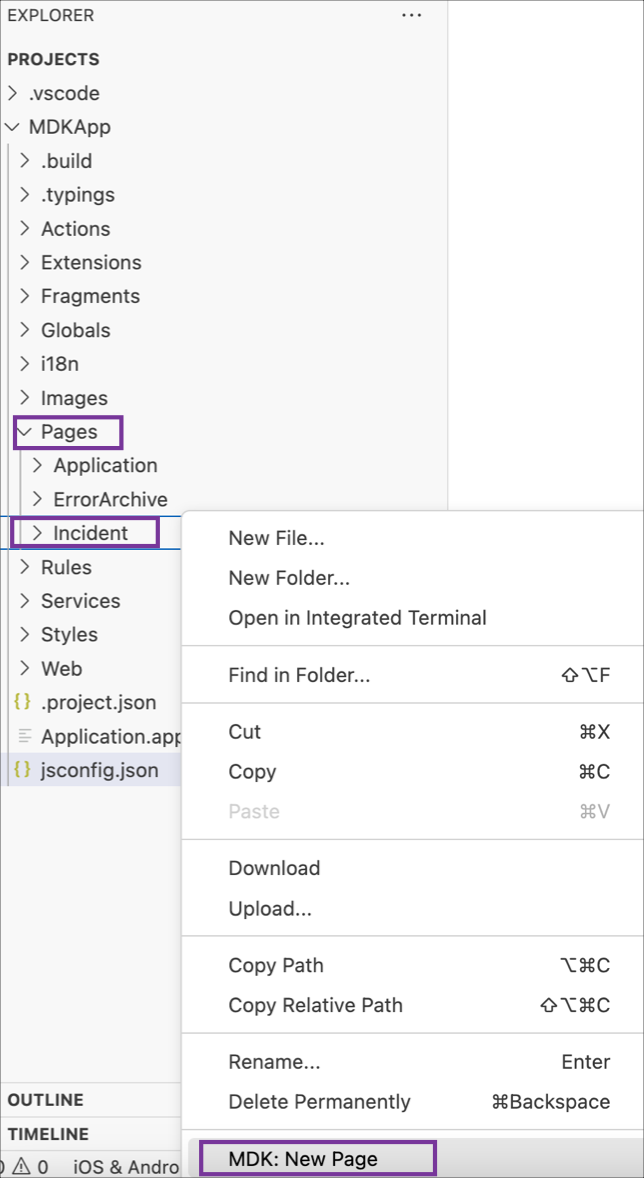 EXPLORER ...
PROJECTS
.vscode
MDKApp
.build
.typings
Actions
Extensions
Fragments
Globals
i18n
Images
Pages
Application
ErrorArchive
Incident
Rules
Services
Styles
Web
{} .project.json
Application.app
{} jsconfig.json
New File...
New Folder...
Open in Integrated Terminal
Find in Folder... ⇧⌥F
Cut ⌘X
Copy ⌘C
Paste ⌘V
Download
Upload...
Copy Path ⌥⌘C
Copy Relative Path ⇧⌥⌘C
Rename... Enter
Delete Permanently ⌘Backspace
MDK: New Page
OUTLINE
TIMELINE
0 ⚠ 0 iOS & Andro